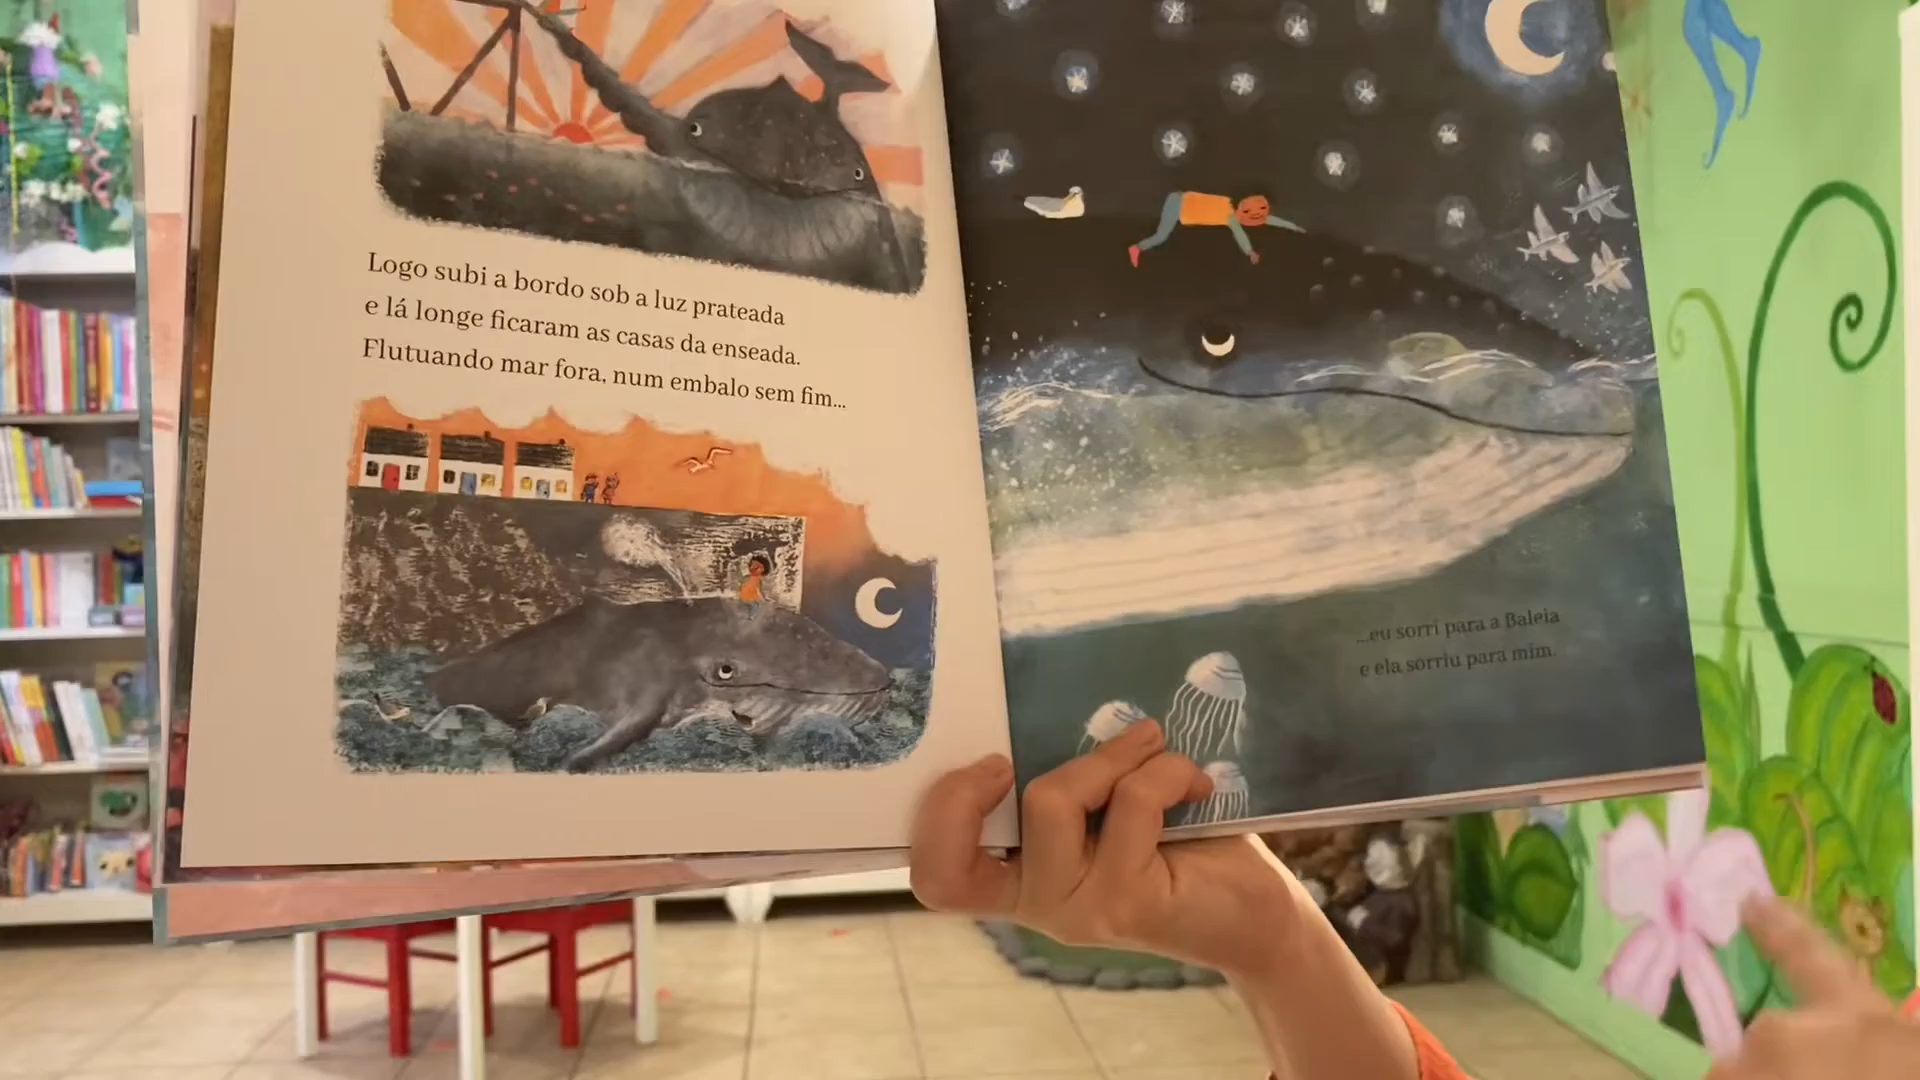 Logo subi a bordo sob a luz prateada
e lá longe ficaram as casas da enseada.
Flutuando mar fora, num embalo sem fim...
...eu sorri para a Baleia
e ela sorriu para mim.